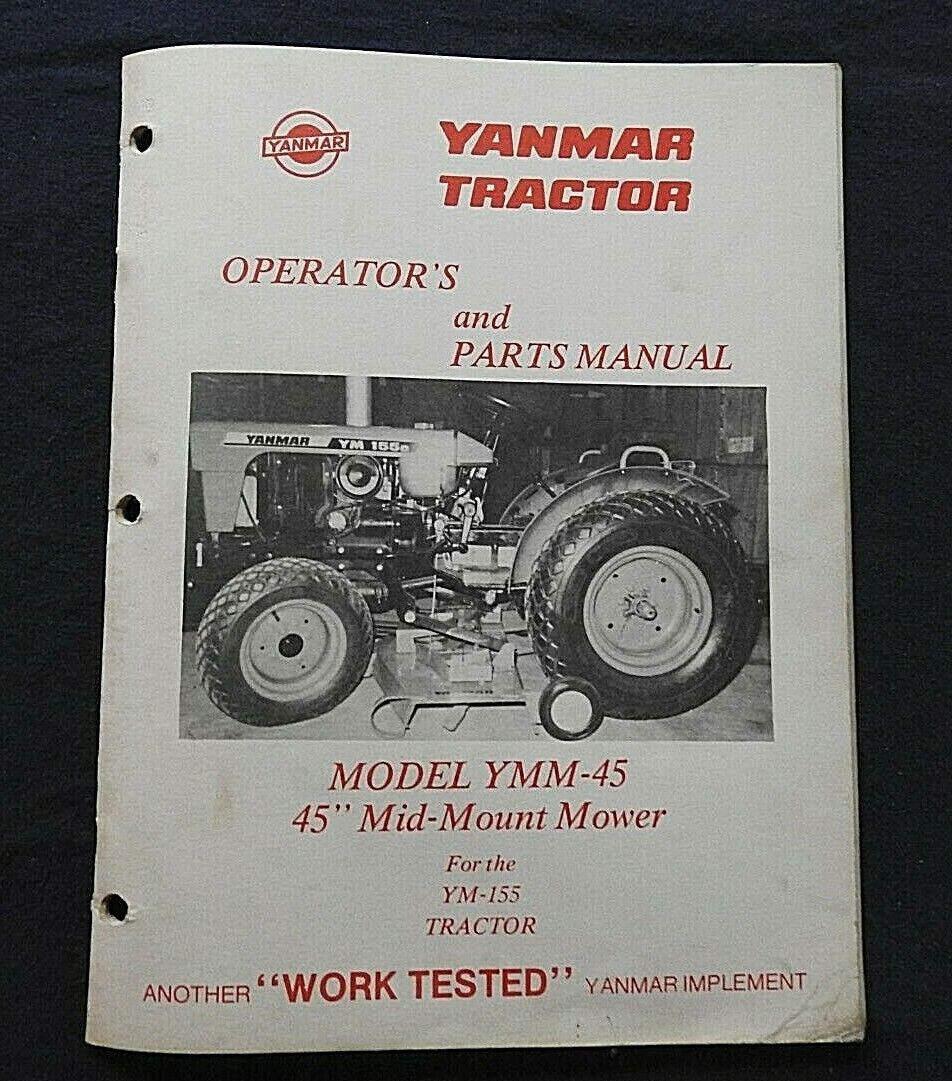 YANMAR
YANMAR
TRACTOR
OPERATOR'S
and
PARTS MANUAL
YANMAR YM 155D
MODEL YMM-45
45" Mid-Mount Mower
For the
YM-155
TRACTOR
ANOTHER "WORK TESTED" YANMAR IMPLEMENT